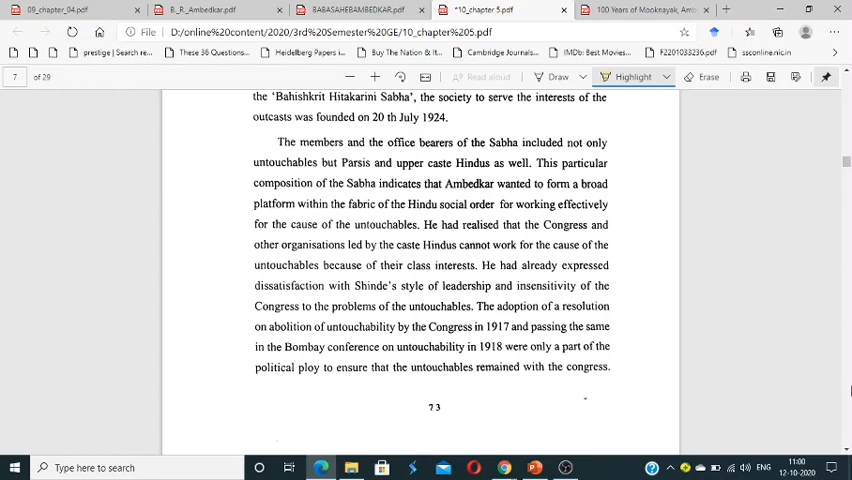 09_chapter_04.pdf
B._R._Ambedkar.pdf
BABASAHEBAMBEDKAR.pdf
*10_chapter 5.pdf
100 Years of Mooknayak, Amb
File
D:/online%20content/2020/3rd%20Semester%20GE/10_chapter%205.pdf
prestige | Search re...
These 36 Questions...
Heidelberg Papers i...
Buy The Nation & It...
Cambridge Journals...
IMDb: Best Movies...
F2201033236.pdf
ssconline.nic.in
7 of 29
Read aloud
Draw
Highlight
Erase
the ‘Bahishkrit Hitakarini Sabha’, the society to serve the interests of the
outcasts was founded on 20 th July 1924.
The members and the office bearers of the Sabha included not only
untouchables but Parsis and upper caste Hindus as well. This particular
composition of the Sabha indicates that Ambedkar wanted to form a broad
platform within the fabric of the Hindu social order for working effectively
for the cause of the untouchables. He had realised that the Congress and
other organisations led by the caste Hindus cannot work for the cause of the
untouchables because of their class interests. He had already expressed
dissatisfaction with Shinde’s style of leadership and insensitivity of the
Congress to the problems of the untouchables. The adoption of a resolution
on abolition of untouchability by the Congress in 1917 and passing the same
in the Bombay conference on untouchability in 1918 were only a part of the
political ploy to ensure that the untouchables remained with the congress.
73
Type here to search
ENG
11:00
12-10-2020